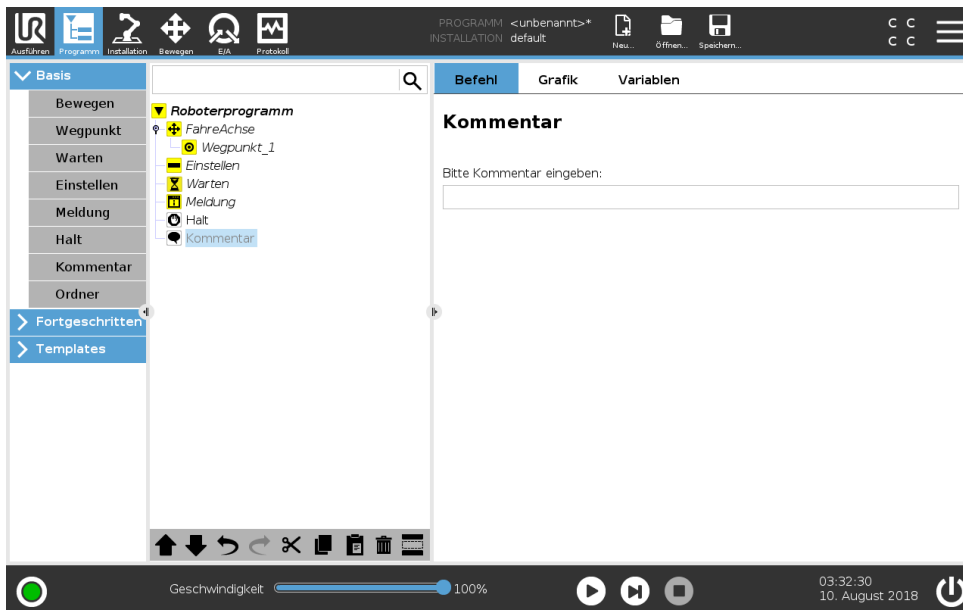 PROGRAMM <unbenannt>*
INSTALLATION default
Ausführen Programm Installation Bewegen E/A Protokoll
Neu... Öffnen... Speichern...
C C
C C
Basis
Bewegen
Wegpunkt
Warten
Einstellen
Meldung
Halt
Kommentar
Ordner
Fortgeschritten
Templates
Roboterprogramm
FahreAchse
Wegpunkt_1
Einstellen
Warten
Meldung
Halt
Kommentar
Befehl Grafik Variablen
Kommentar
Bitte Kommentar eingeben:
Geschwindigkeit 100%
03:32:30
10. August 2018